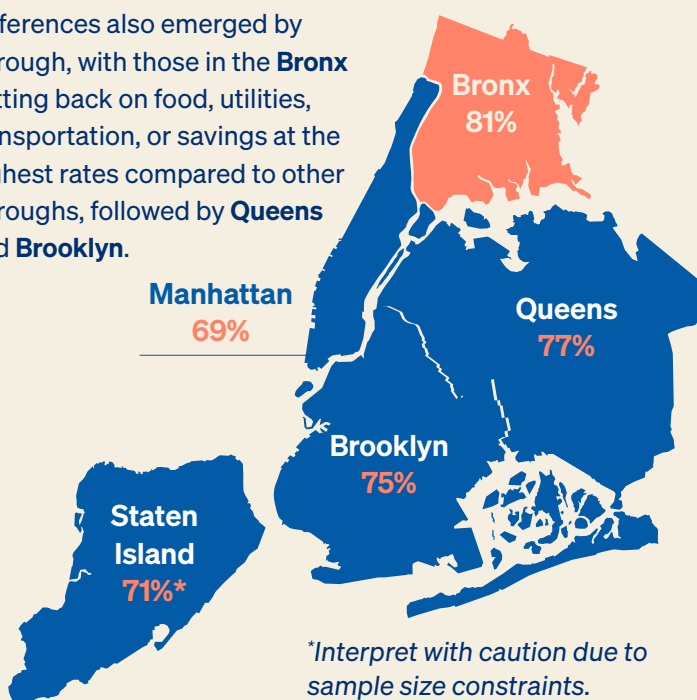 ferences also emerged by
rough, with those in the Bronx
tting back on food, utilities,
nsportation, or savings at the
ghest rates compared to other
roughs, followed by Queens
d Brooklyn.
Bronx
81%
Manhattan
69%
Queens
77%
Brooklyn
75%
Staten
Island
71%*
*Interpret with caution due to
sample size constraints.